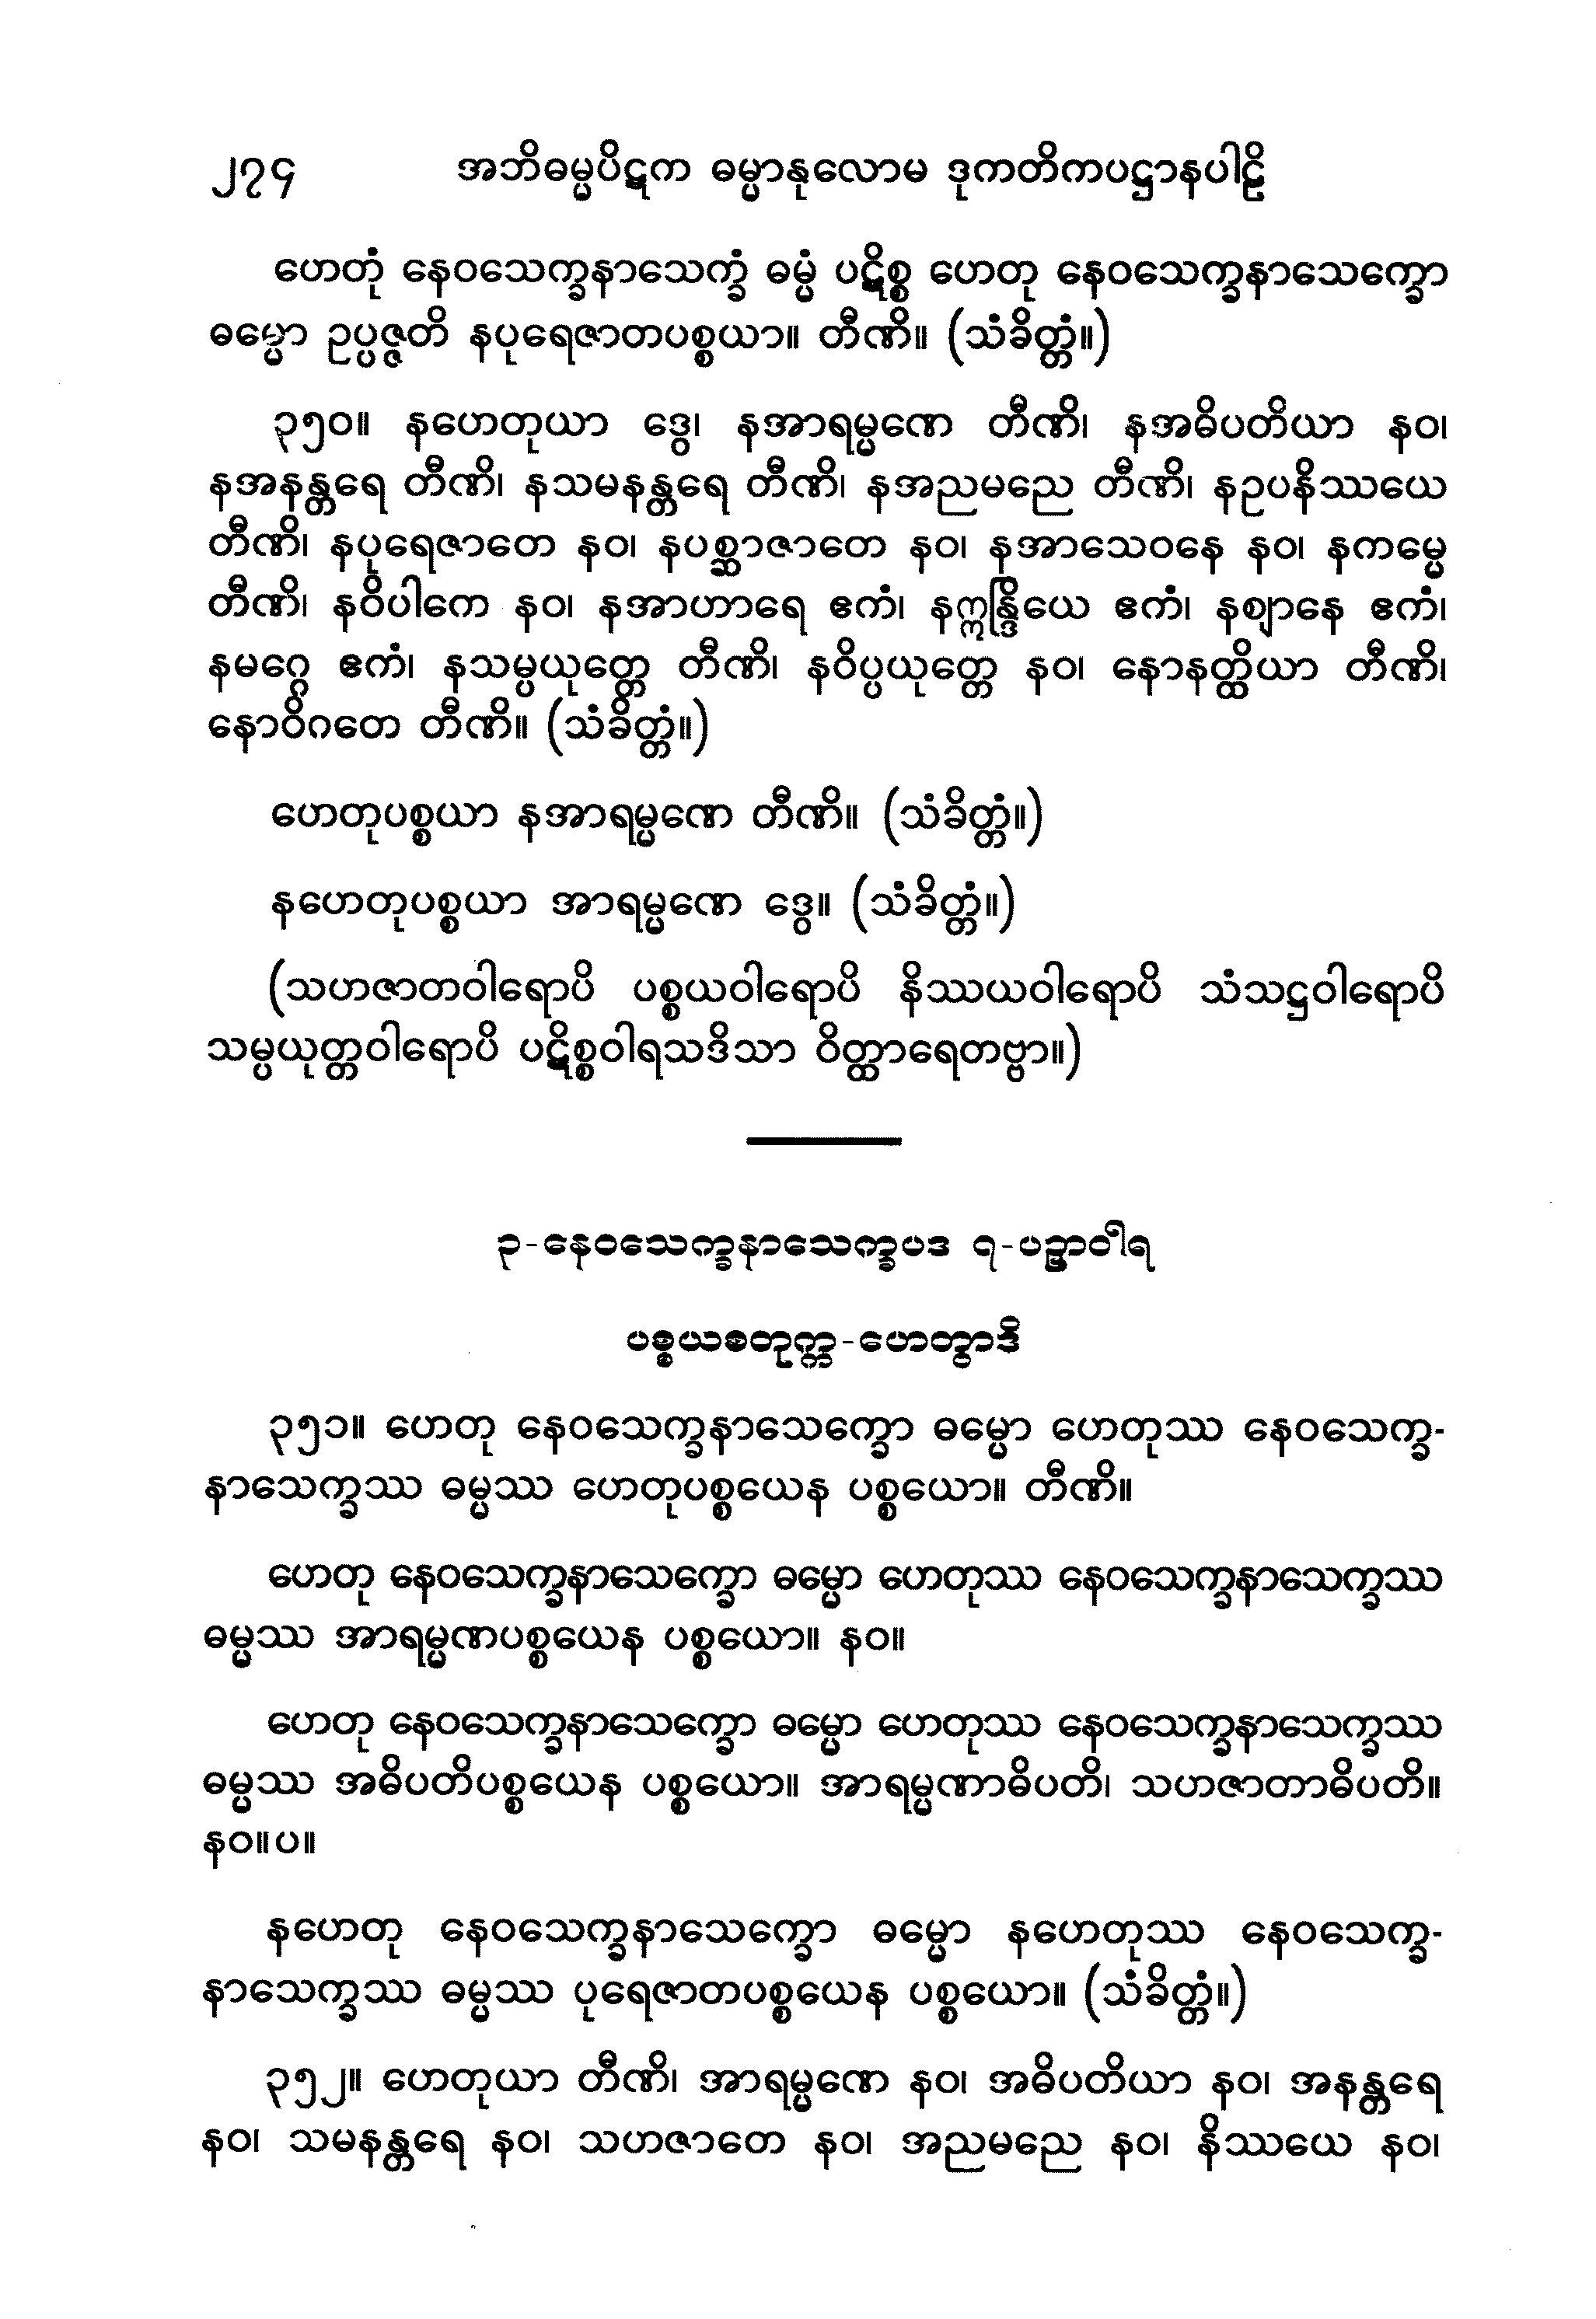 ၂၇၄ အဘိဓမ္မပိဋက ဓမ္မာနုလောမ ဒုကတိကပဋ္ဌာနပါဠိ
ဟေတုံ နေဝသေက္ခနာသေက္ခံ ဓမ္မံ ပဋိစ္စ ဟေတု နေဝသေက္ခနာသေက္ခော
ဓမ္မော ဥပ္ပဇ္ဇတိ နပုရေဇာတပစ္စယာ။ တီဏိ။ (သံခိတ္တံ။)
၃၅၀။ နဟေတုယာ ဒွေ၊ နအာရမ္မဏေ တီဏိ၊ နအဓိပတိယာ နဝ၊
နအနန္တရေ တီဏိ၊ နသမနန္တရေ တီဏိ၊ နအညမညေ တီဏိ၊ နဥပနိဿယေ
တီဏိ၊ နပုရေဇာတေ နဝ၊ နပစ္ဆာဇာတေ နဝ၊ နအာသေဝနေ နဝ၊ နကမ္မေ
တီဏိ၊ နဝိပါကေ နဝ၊ နအာဟာရေ ဧကံ၊ နဣန္ဒြိယေ ဧကံ၊ နဈာနေ ဧကံ၊
နမဂ္ဂေ ဧကံ၊ နသမ္ပယုတ္တေ တီဏိ၊ နဝိပ္ပယုတ္တေ နဝ၊ နောနတ္ထိယာ တီဏိ၊
နောဝိဂတေ တီဏိ။ (သံခိတ္တံ။)
ဟေတုပစ္စယာ နအာရမ္မဏေ တီဏိ။ (သံခိတ္တံ။)
နဟေတုပစ္စယာ အာရမ္မဏေ ဒွေ။ (သံခိတ္တံ။)
(သဟဇာတဝါရောပိ ပစ္စယဝါရောပိ နိဿယဝါရောပိ သံသဋ္ဌဝါရောပိ
သမ္ပယုတ္တဝါရောပိ ပဋိစ္စဝါရသဒိသာ ဝိတ္ထာရေတဗ္ဗာ။)
၃-နေဝသေက္ခနာသေက္ခပဒ ၇-ပဉှာဝါရ
ပစ္စယစတုက္က-ဟေတွာဒိ
၃၅၁။ ဟေတု နေဝသေက္ခနာသေက္ခော ဓမ္မော ဟေတုဿ နေဝသေက္ခ-
နာသေက္ခဿ ဓမ္မဿ ဟေတုပစ္စယေန ပစ္စယော။ တီဏိ။
ဟေတု နေဝသေက္ခနာသေက္ခော ဓမ္မော ဟေတုဿ နေဝသေက္ခနာသေက္ခဿ
ဓမ္မဿ အာရမ္မဏပစ္စယေန ပစ္စယော။ နဝ။
ဟေတု နေဝသေက္ခနာသေက္ခော ဓမ္မော ဟေတုဿ နေဝသေက္ခနာသေက္ခဿ
ဓမ္မဿ အဓိပတိပစ္စယေန ပစ္စယော။ အာရမ္မဏာဓိပတိ၊ သဟဇာတာဓိပတိ။
နဝ။ပ။
နဟေတု နေဝသေက္ခနာသေက္ခော ဓမ္မော နဟေတုဿ နေဝသေက္ခ-
နာသေက္ခဿ ဓမ္မဿ ပုရေဇာတပစ္စယေန ပစ္စယော။ (သံခိတ္တံ။)
၃၅၂။ ဟေတုယာ တီဏိ၊ အာရမ္မဏေ နဝ၊ အဓိပတိယာ နဝ၊ အနန္တရေ
နဝ၊ သမနန္တရေ နဝ၊ သဟဇာတေ နဝ၊ အညမညေ နဝ၊ နိဿယေ နဝ၊